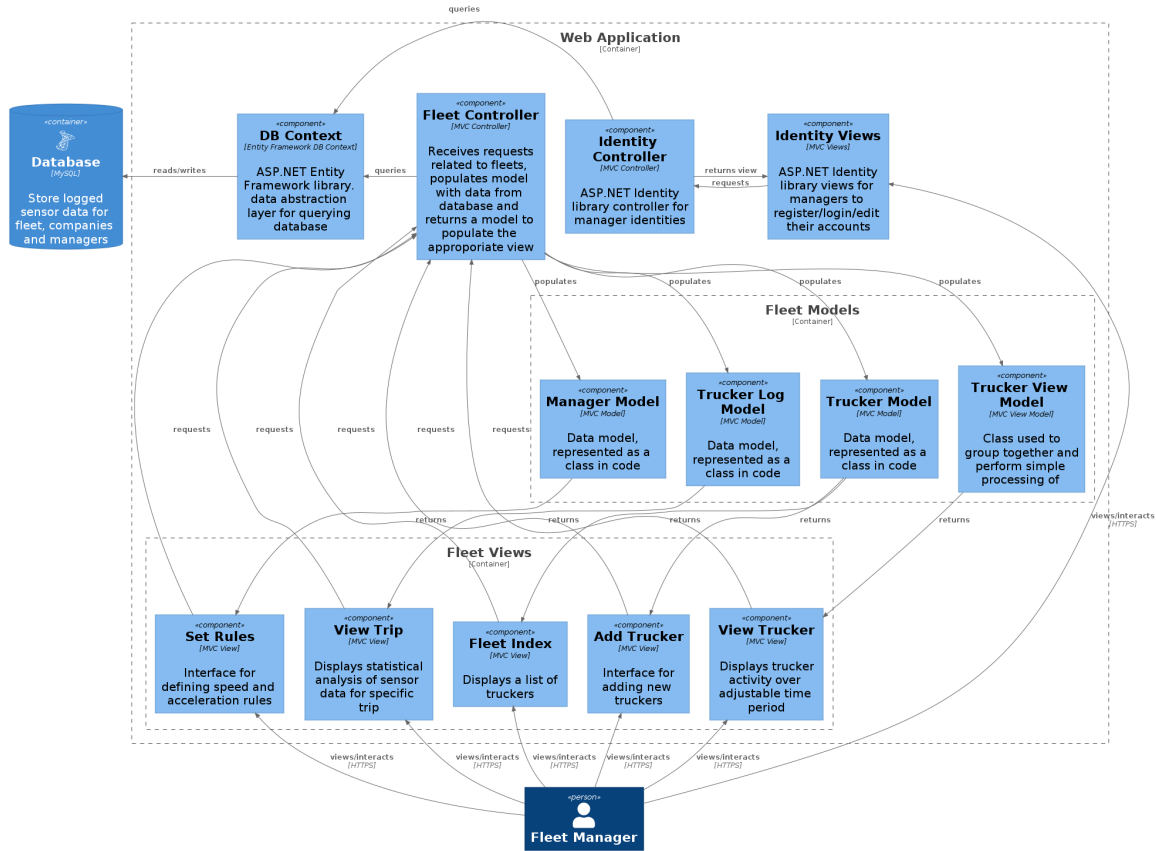 queries
Web Application
[Container]
«container»
Database
[MySQL]
Store logged
sensor data for
fleet, companies
and managers
reads/writes
«component»
DB Context
[Entity Framework DB Context]
ASP.NET Entity
Framework library.
data abstraction
layer for querying
database
queries
«component»
Fleet Controller
[MVC Controller]
Receives requests
related to fleets,
populates model
with data from
database and
returns a model to
populate the
approporiate view
«component»
Identity
Controller
[MVC Controller]
ASP.NET Identity
library controller for
manager identities
returns view
requests
«component»
Identity Views
[MVC Views]
ASP.NET Identity
library views for
managers to
register/login/edit
their accounts
populates
populates
populates
populates
Fleet Models
[Container]
«component»
Manager Model
[MVC Model]
Data model,
represented as a
class in code
«component»
Trucker Log
Model
[MVC Model]
Data model,
represented as a
class in code
«component»
Trucker Model
[MVC Model]
Data model,
represented as a
class in code
«component»
Trucker View
Model
[MVC View Model]
Class used to
group together and
perform simple
processing of
requests
requests
requests
requests
requests
returns
returns
returns
returns
returns
views/interacts
[HTTPS]
Fleet Views
[Container]
«component»
Set Rules
[MVC View]
Interface for
defining speed and
acceleration rules
«component»
View Trip
[MVC View]
Displays statistical
analysis of sensor
data for specific
trip
«component»
Fleet Index
[MVC View]
Displays a list of
truckers
«component»
Add Trucker
[MVC View]
Interface for
adding new
truckers
«component»
View Trucker
[MVC View]
Displays trucker
activity over
adjustable time
period
views/interacts
[HTTPS]
views/interacts
[HTTPS]
views/interacts
[HTTPS]
views/interacts
[HTTPS]
views/interacts
[HTTPS]
«person»
Fleet Manager